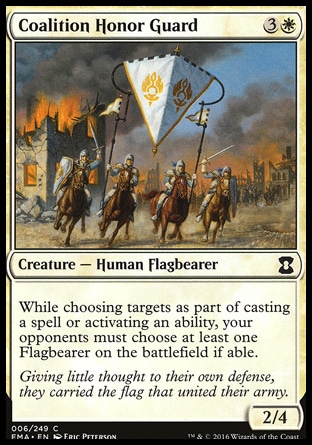 Coalition Honor Guard 3
Creature — Human Flagbearer
While choosing targets as part of casting
a spell or activating an ability, your
opponents must choose at least one
Flagbearer on the battlefield if able.
Giving little thought to their own defense,
they carried the flag that united their army.
2/4
006/249 C
EMA • EN Eric Peterson
™ & © 2016 Wizards of the Coast